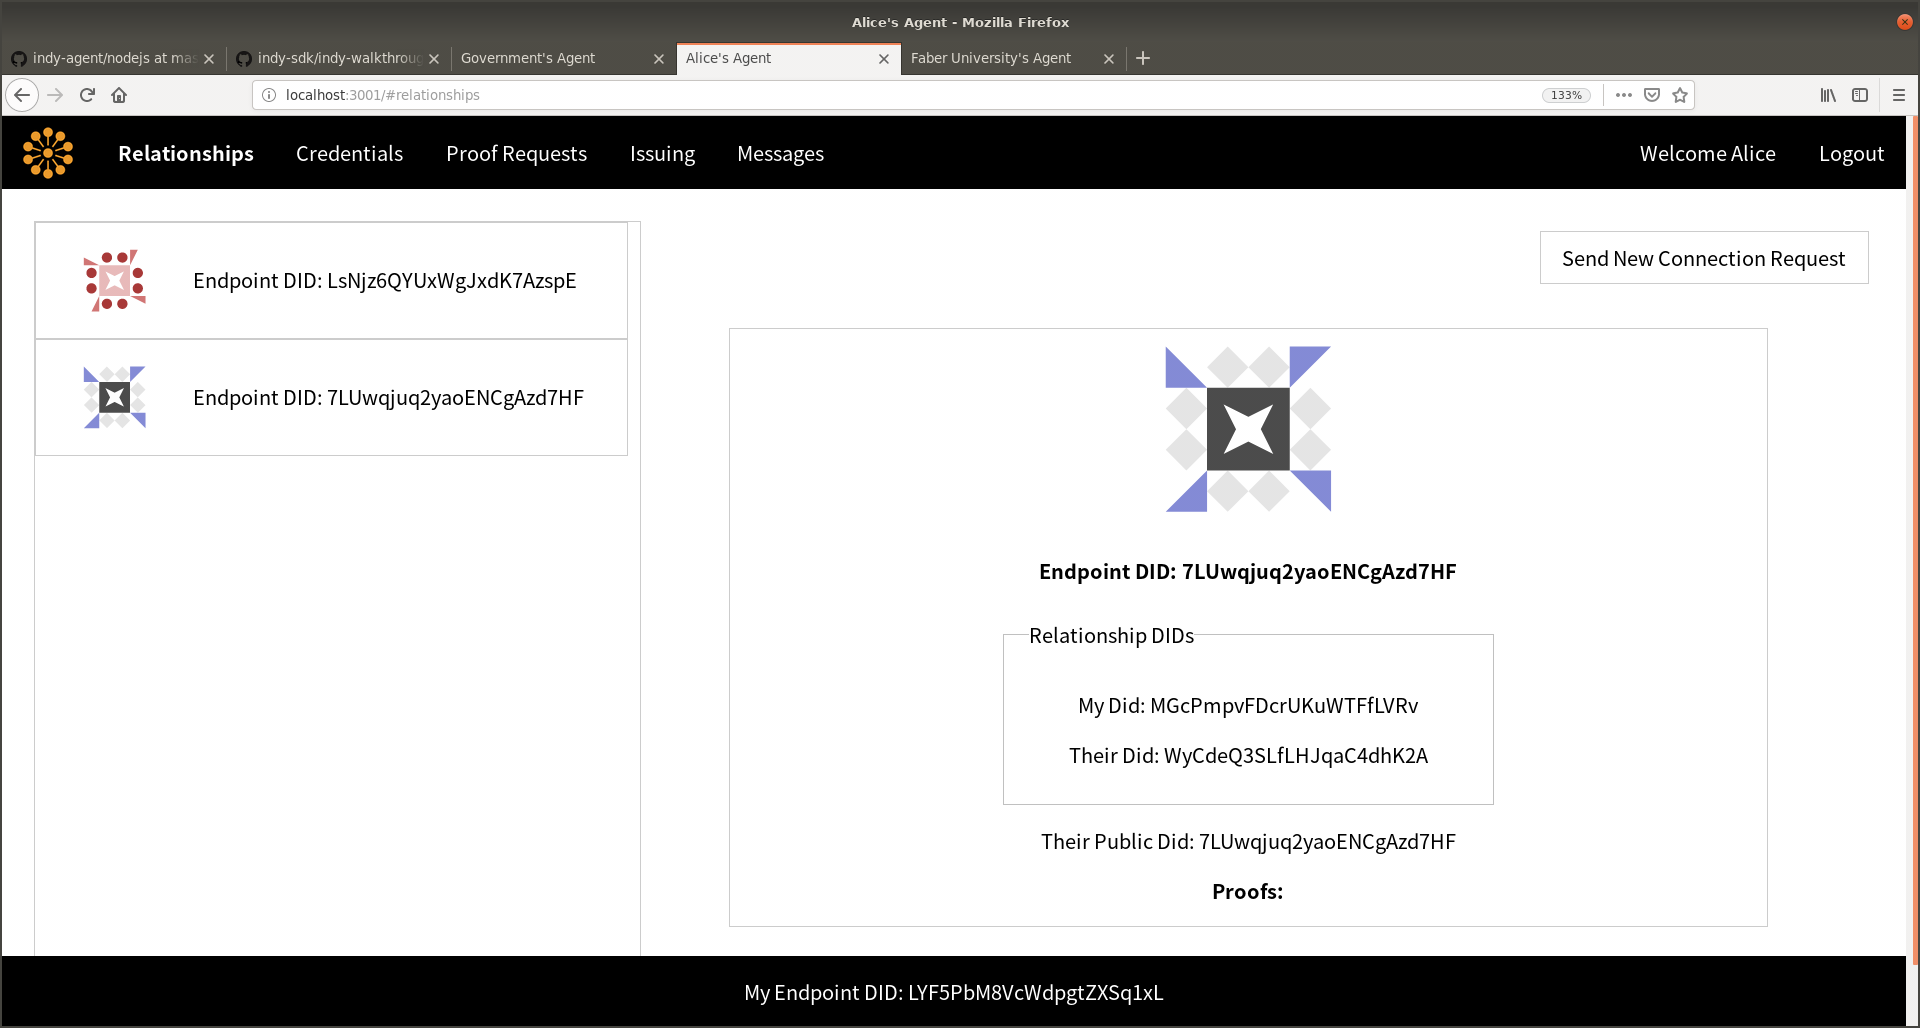 Alice's Agent - Mozilla Firefox
indy-agent/nodejs at mas
indy-sdk/indy-walkthroug
Government's Agent
Alice's Agent
Faber University's Agent
localhost:3001/#relationships
133%
Relationships
Credentials
Proof Requests
Issuing
Messages
Welcome Alice
Logout
Endpoint DID: LsNjz6QYUxWgJxdK7AzspE
Endpoint DID: 7LUwqjuq2yaoENCgAzd7HF
Send New Connection Request
Endpoint DID: 7LUwqjuq2yaoENCgAzd7HF
Relationship DIDs
My Did: MGcPmpvFDcrUKuWTFfLVRv
Their Did: WyCdeQ3SLfLHJqaC4dhK2A
Their Public Did: 7LUwqjuq2yaoENCgAzd7HF
Proofs:
My Endpoint DID: LYF5PbM8VcWdpgtZXSq1xL